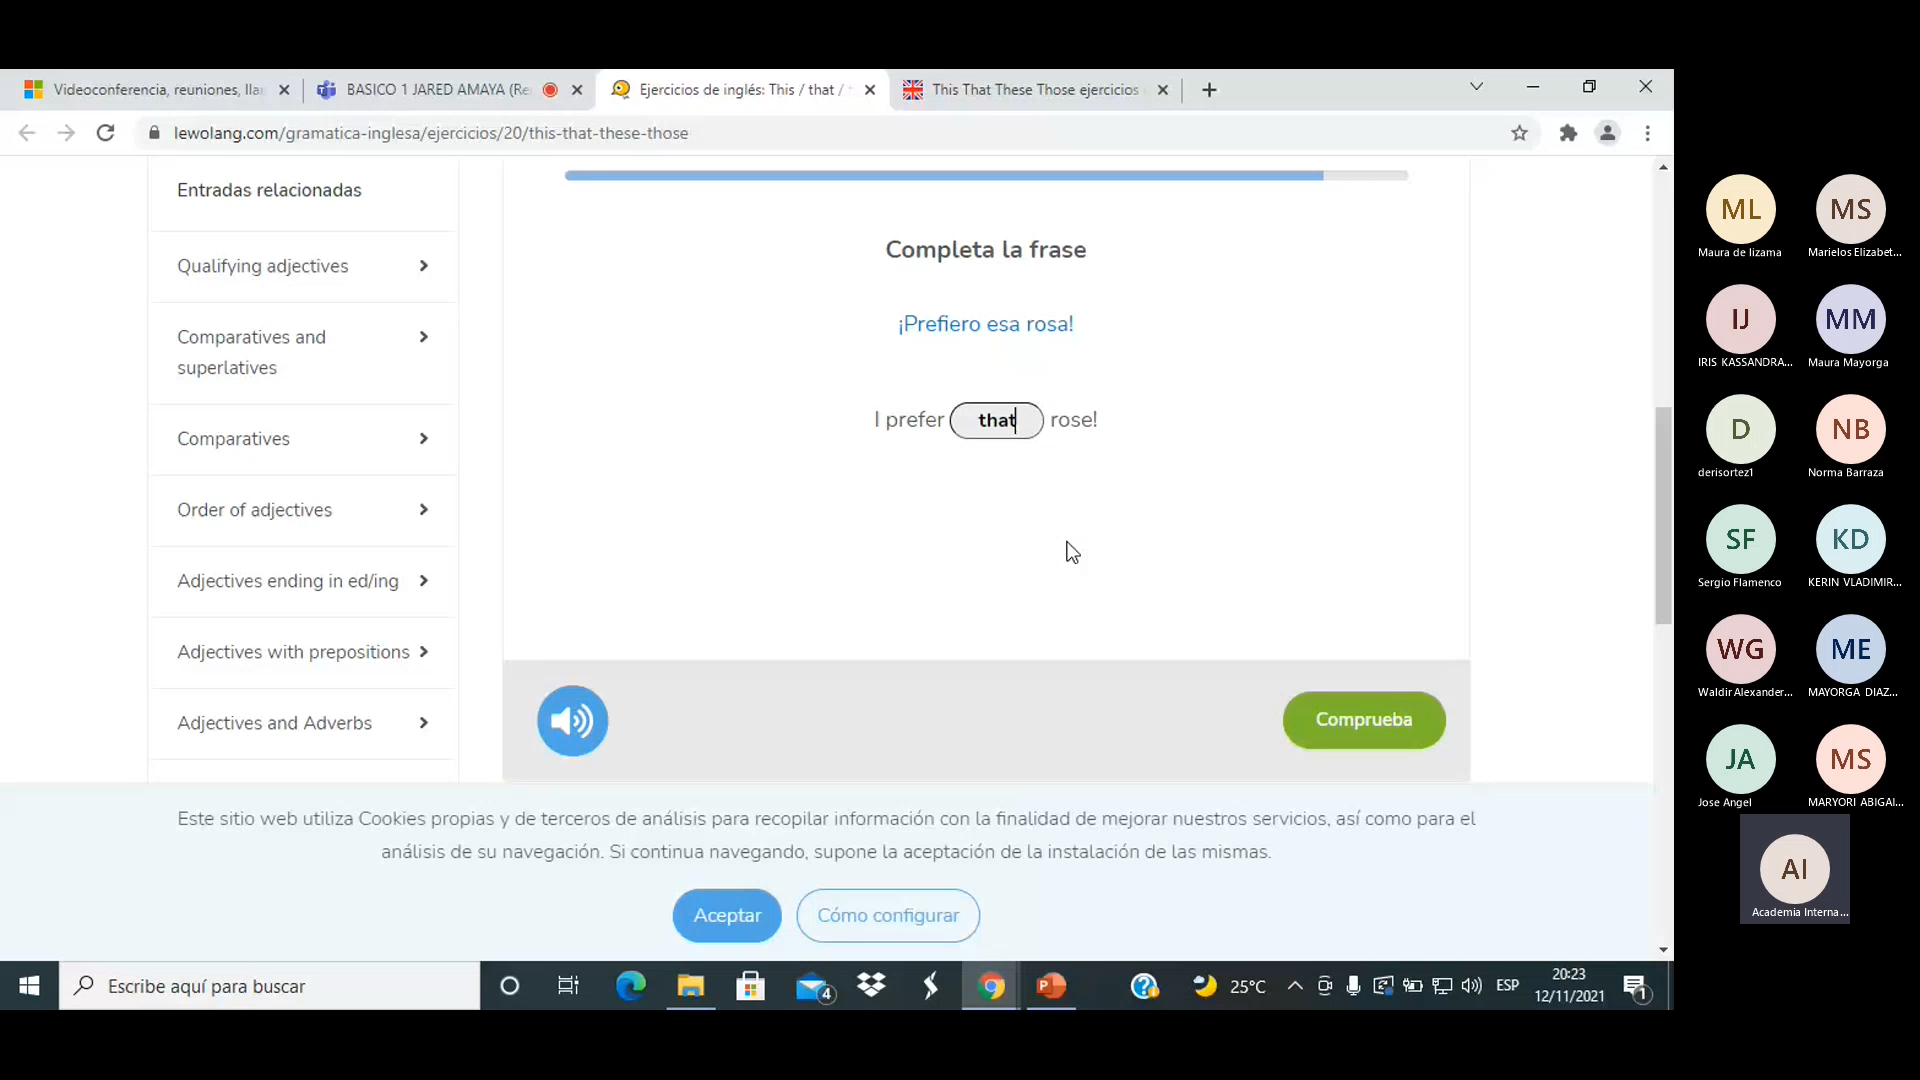 Videoconferencia, reuniones, lla
BASICO 1 JARED AMAYA (Re
Ejercicios de inglés: This / that /
This That These Those ejercicios
lewolang.com/gramatica-inglesa/ejercicios/20/this-that-these-those
Entradas relacionadas
Qualifying adjectives
Comparatives and
superlatives
Comparatives
Order of adjectives
Adjectives ending in ed/ing
Adjectives with prepositions
Adjectives and Adverbs
Completa la frase
¡Prefiero esa rosa!
I prefer that rose!
Comprueba
Este sitio web utiliza Cookies propias y de terceros de análisis para recopilar información con la finalidad de mejorar nuestros servicios, así como para el
análisis de su navegación. Si continua navegando, supone la aceptación de la instalación de las mismas.
Aceptar
Cómo configurar
Escribe aquí para buscar
4
P
25°C
ESP
20:23
12/11/2021
1
ML
MS
Maura de lizama
Marielos Elizabet...
IJ
MM
IRIS KASSANDRA...
Maura Mayorga
D
NB
derisortez1
Norma Barraza
SF
KD
Sergio Flamenco
KERIN VLADIMIR...
WG
ME
Waldir Alexander...
MAYORGA DIAZ...
JA
MS
Jose Angel
MARYORI ABIGAI...
AI
Academia Interna...